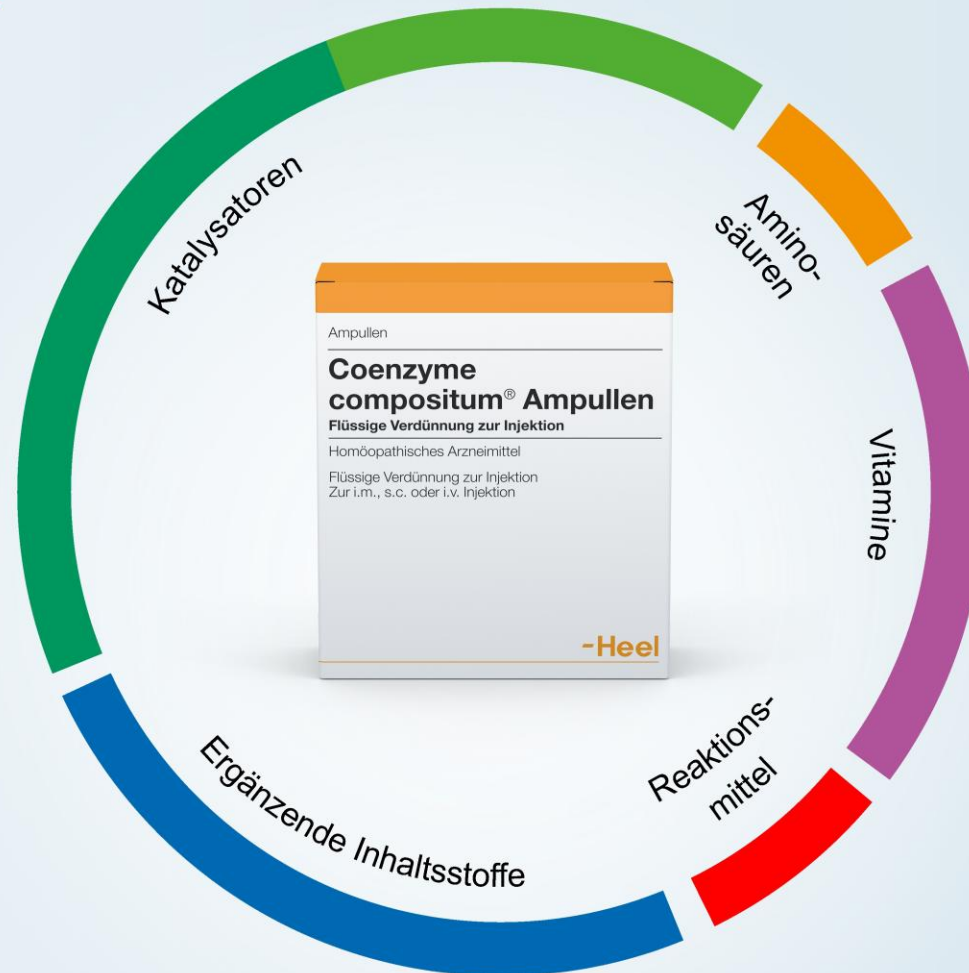 Katalysatoren
Amino-
säuren
Vitamine
Reaktions-
mittel
Ergänzende Inhaltsstoffe
Ampullen
Coenzyme
compositum® Ampullen
Flüssige Verdünnung zur Injektion
Homöopathisches Arzneimittel
Flüssige Verdünnung zur Injektion
Zur i.m., s.c. oder i.v. Injektion
-Heel